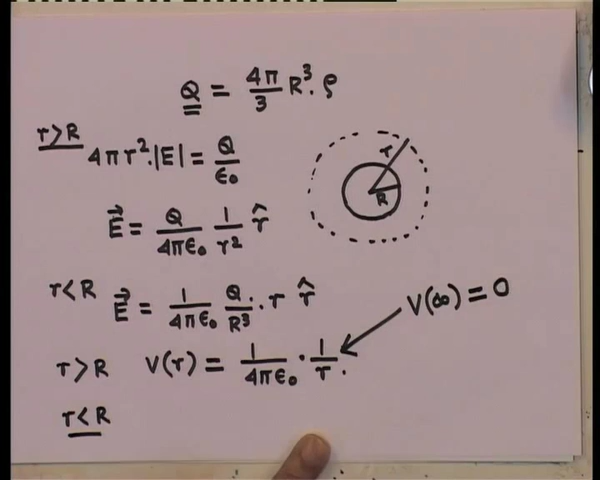 Q = 4π/3 R³. ρ
r>R
4πr².|E| = Q/ϵ₀
r
R
E⃗ = Q/4πϵ₀ 1/r² r̂
r<R E⃗ = 1/4πϵ₀ Q/R³ . r r̂
V(∞) = 0
r>R V(r) = 1/4πϵ₀ · 1/r.
r<R